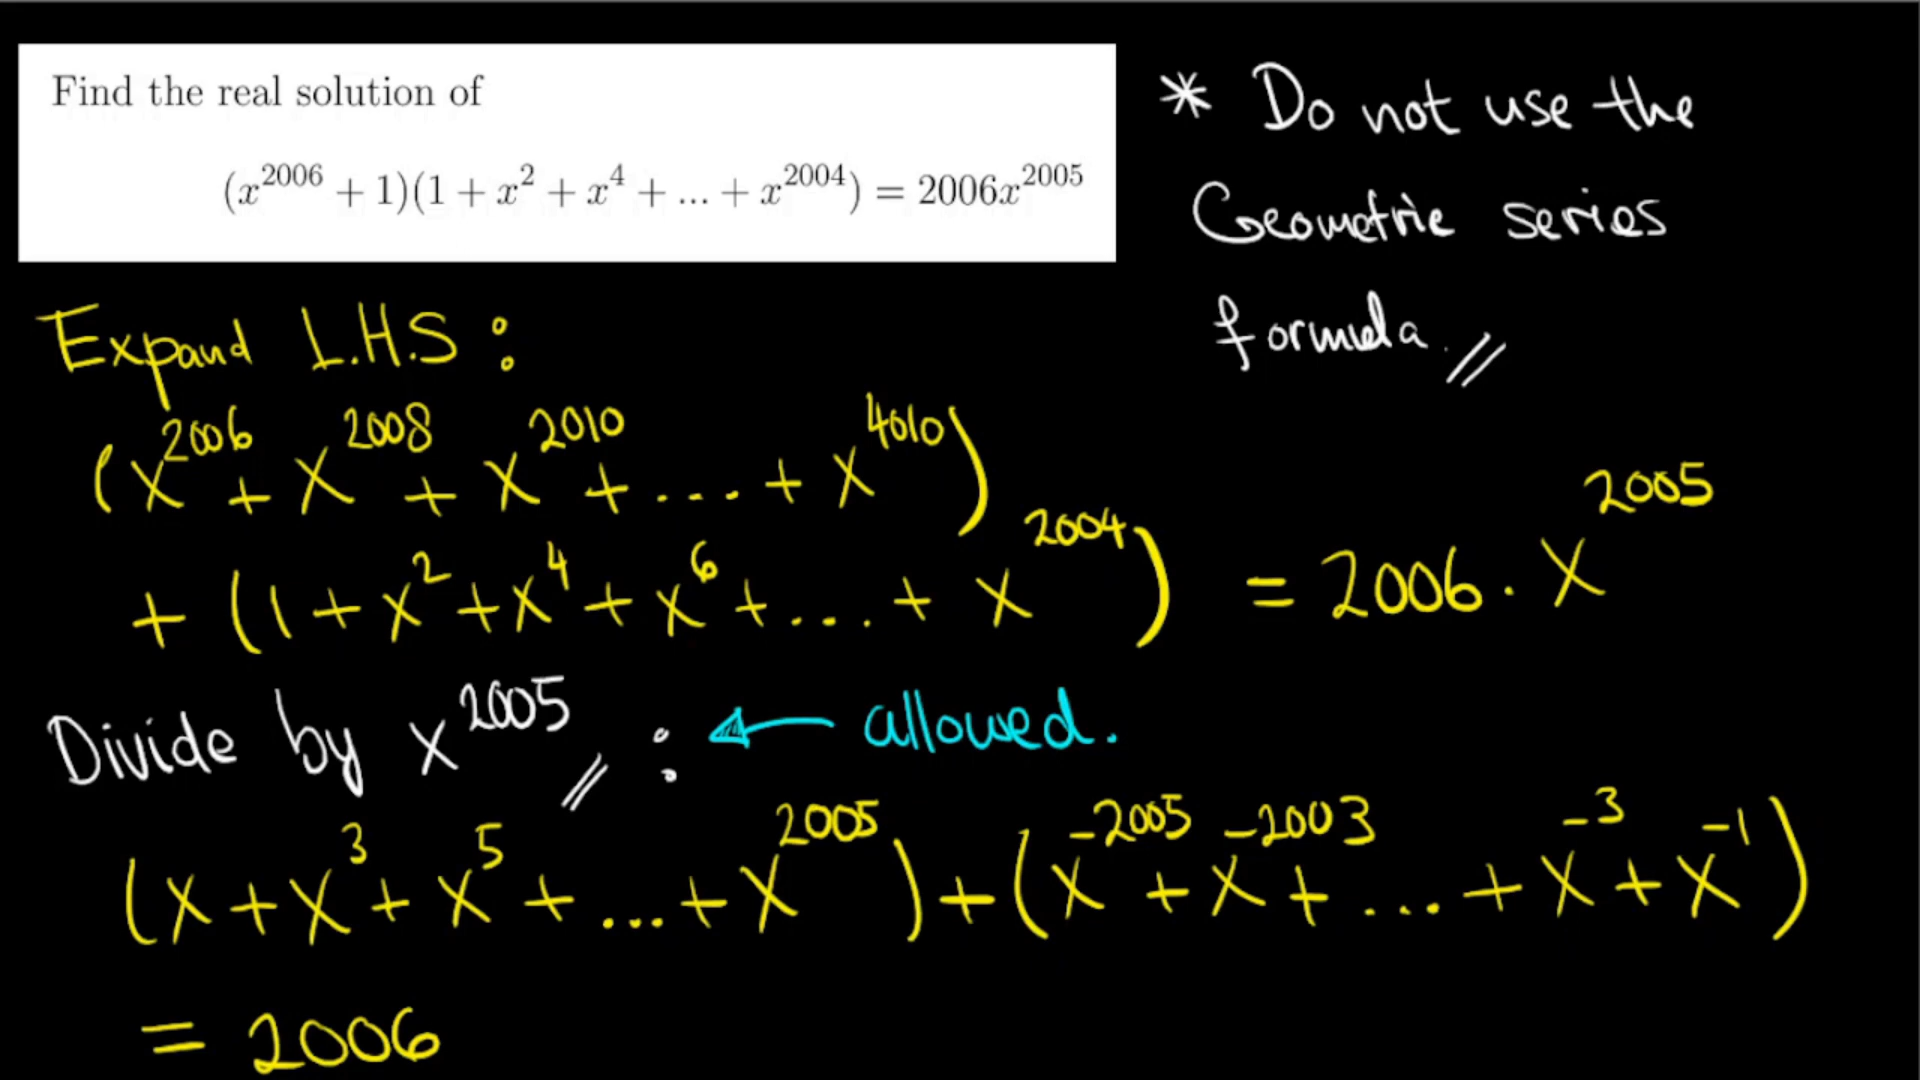 Find the real solution of
(x^2006 + 1)(1 + x^2 + x^4 + ... + x^2004) = 2006x^2005
* Do not use the
Geometric series
formula.//
Expand L.H.S :
(x^2006 + x^2008 + x^2010 + ... + x^4010)
+ (1 + x^2 + x^4 + x^6 + ... + x^2004) = 2006 . x^2005
Divide by x^2005 // : ← allowed.
(x + x^3 + x^5 + ... + x^2005) + (x^-2005 + x^-2003 + ... + x^-3 + x^-1)
= 2006